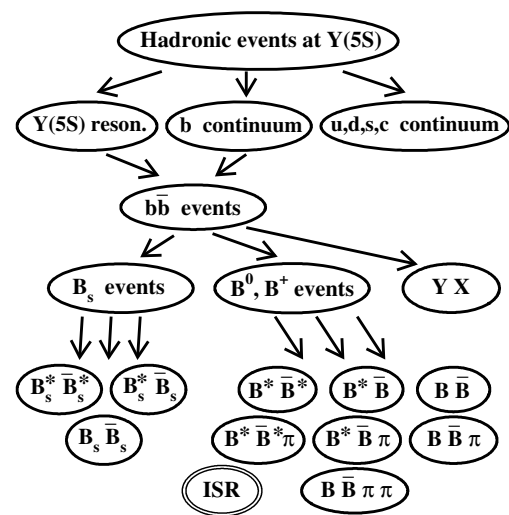 Hadronic events at Υ(5S)
Υ(5S) reson. b continuum u,d,s,c continuum
bb̄ events
Bₛ events B⁰, B⁺ events Υ X
Bₛ* B̄ₛ* Bₛ* B̄ₛ B* B̄* B* B̄ B B̄
Bₛ B̄ₛ B* B̄* π B* B̄ π B B̄ π
ISR B B̄ π π